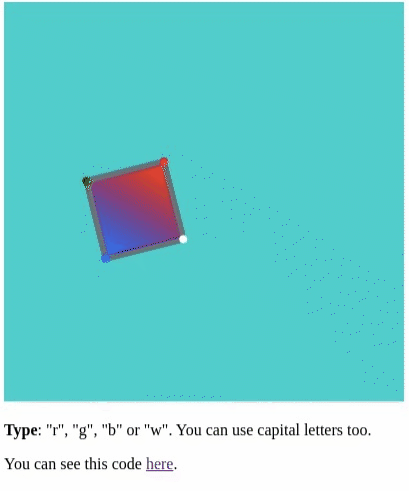 Type: "r", "g", "b" or "w". You can use capital letters too.
You can see this code here.